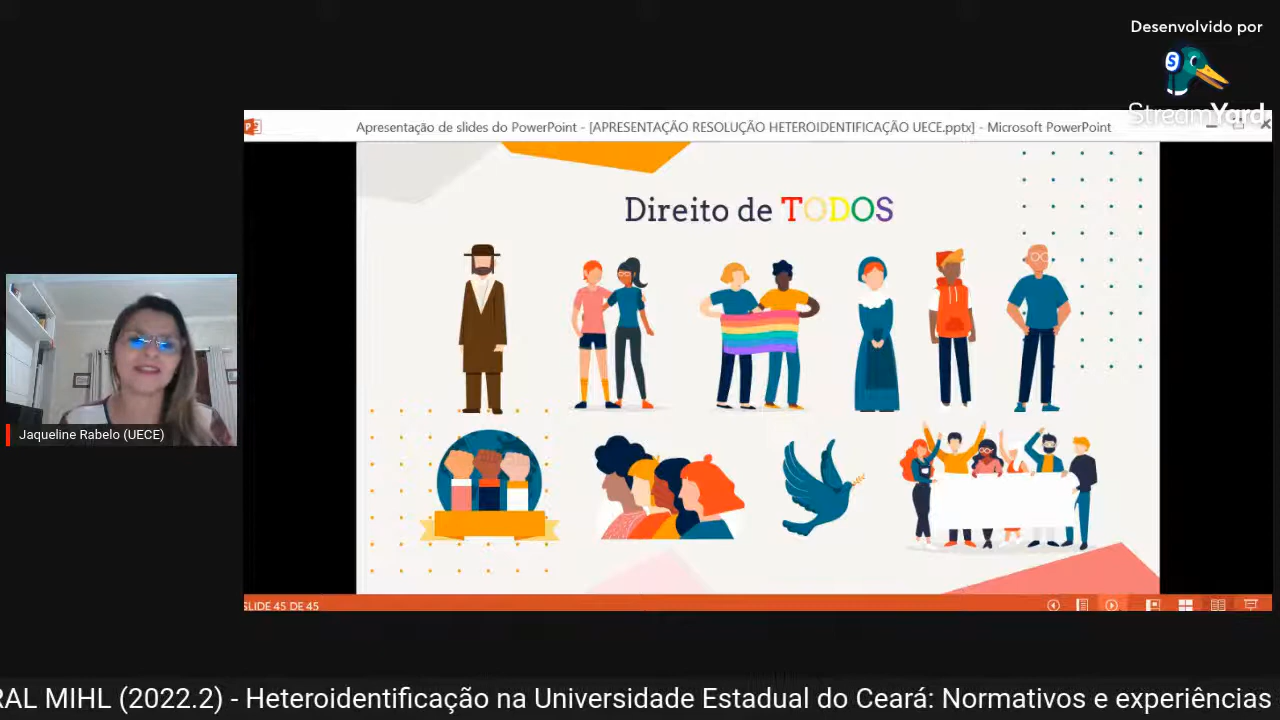 Desenvolvido por
S
StreamYard
Apresentação de slides do PowerPoint - [APRESENTAÇÃO RESOLUÇÃO HETEROIDENTIFICAÇÃO UECE.pptx] - Microsoft PowerPoint
Direito de TODOS
Jaqueline Rabelo (UECE)
SLIDE 45 DE 45
RAL MIHL (2022.2) - Heteroidentificação na Universidade Estadual do Ceará: Normativos e experiências